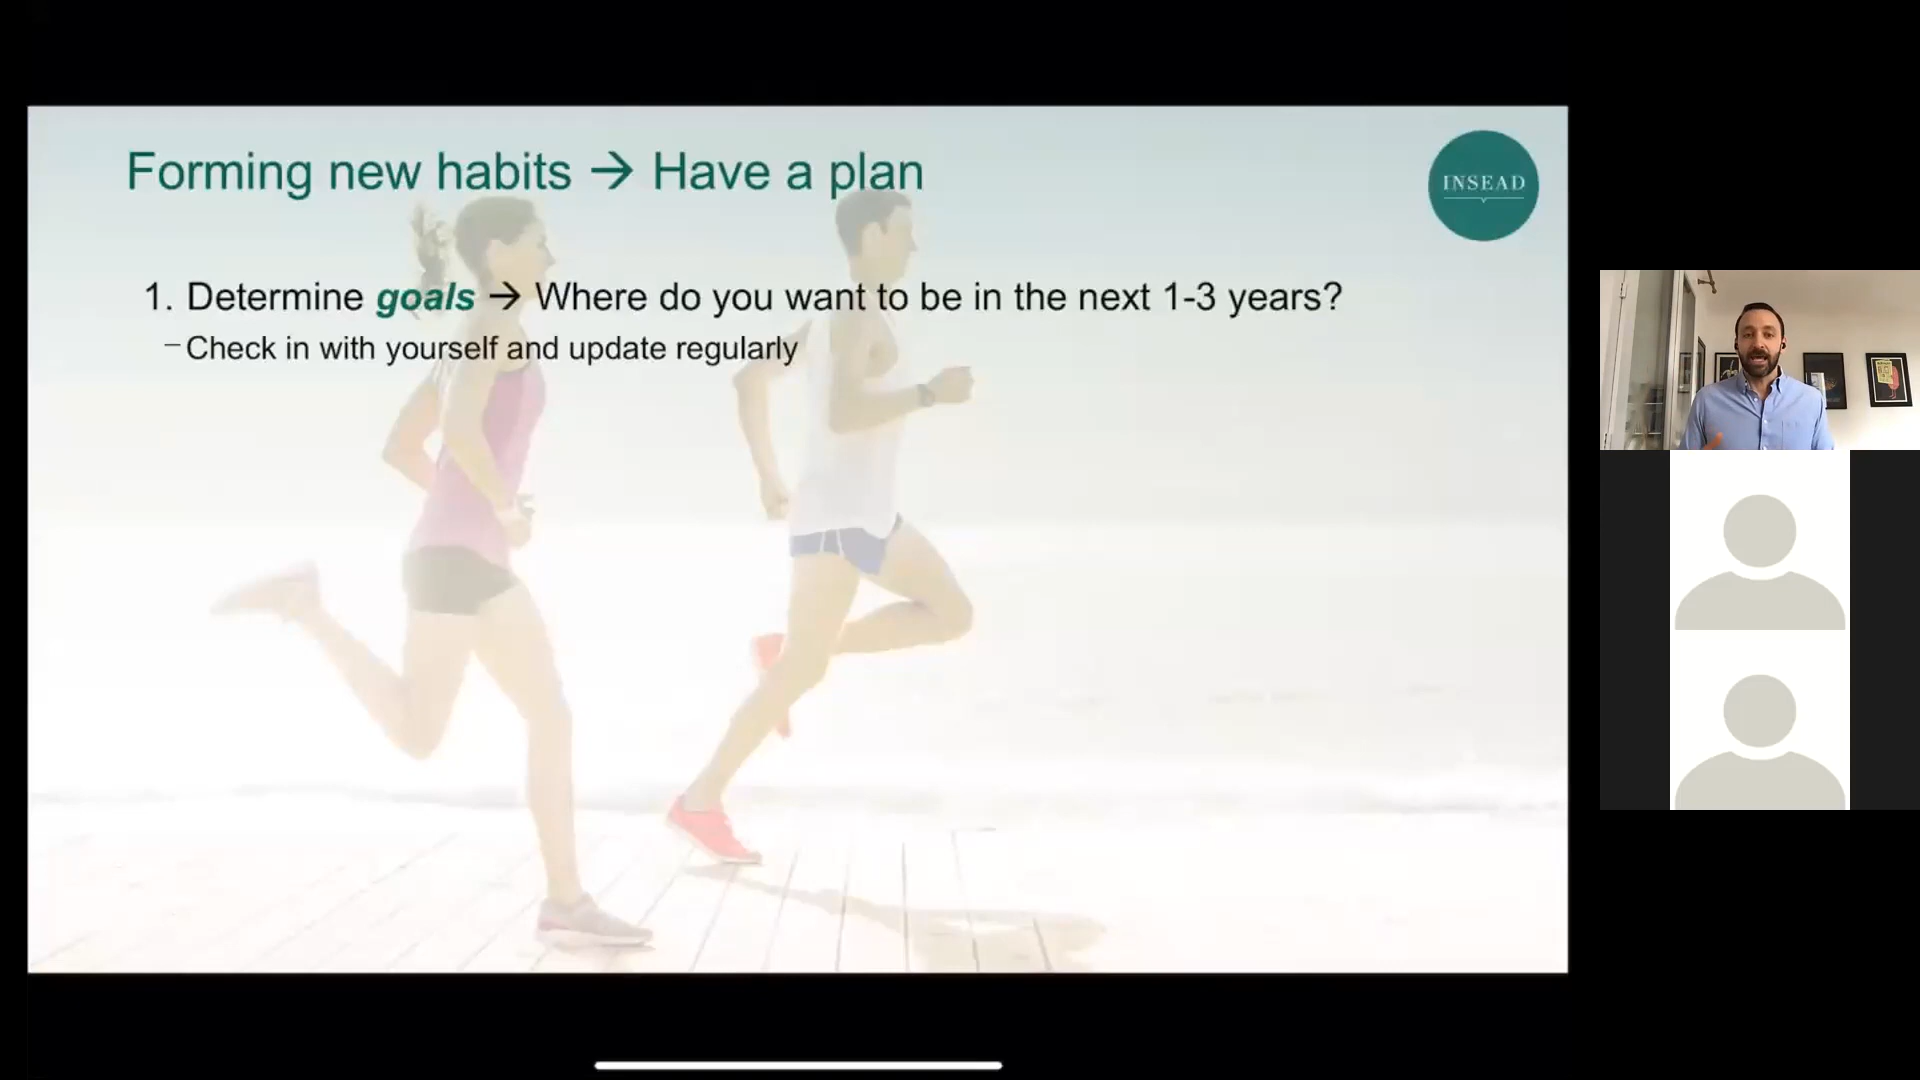 Forming new habits → Have a plan
INSEAD
1. Determine goals → Where do you want to be in the next 1-3 years?
– Check in with yourself and update regularly